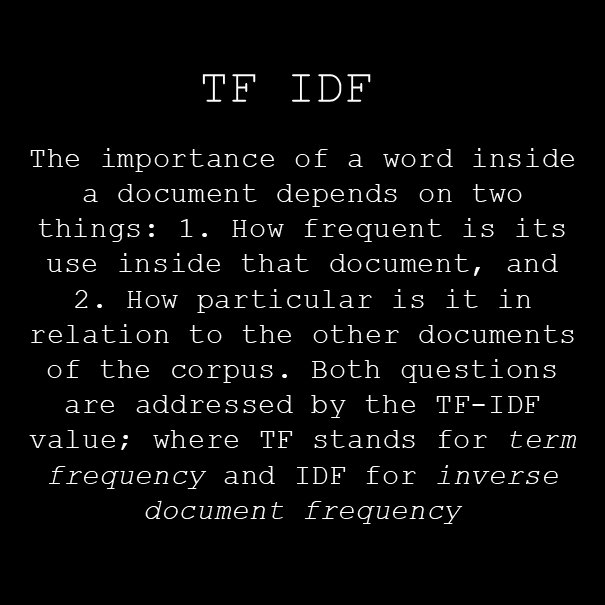 TF IDF
The importance of a word inside
a document depends on two
things: 1. How frequent is its
use inside that document, and
2. How particular is it in
relation to the other documents
of the corpus. Both questions
are addressed by the TF-IDF
value; where TF stands for term
frequency and IDF for inverse
document frequency